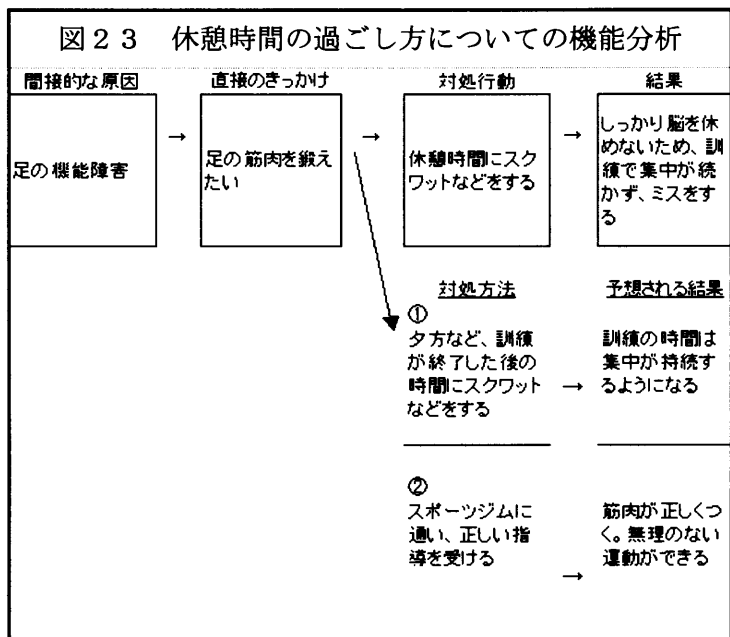 図２３　休憩時間の過ごし方についての機能分析
間接的な原因
直接のきっかけ
対処行動
結果
足の機能障害
→
足の筋肉を鍛え
たい
→
休憩時間にスク
ワットなどをする
→
しっかり脳を休
めないため、訓
練で集中が続
かず、ミスをす
る
対処方法
予想される結果
①
夕方など、訓練
が終了した後の
時間にスクワット
などをする
→
訓練の時間は
集中が持続す
るようになる
②
スポーツジムに
通い、正しい指
導を受ける
→
筋肉が正しくつ
く。無理のない
運動ができる